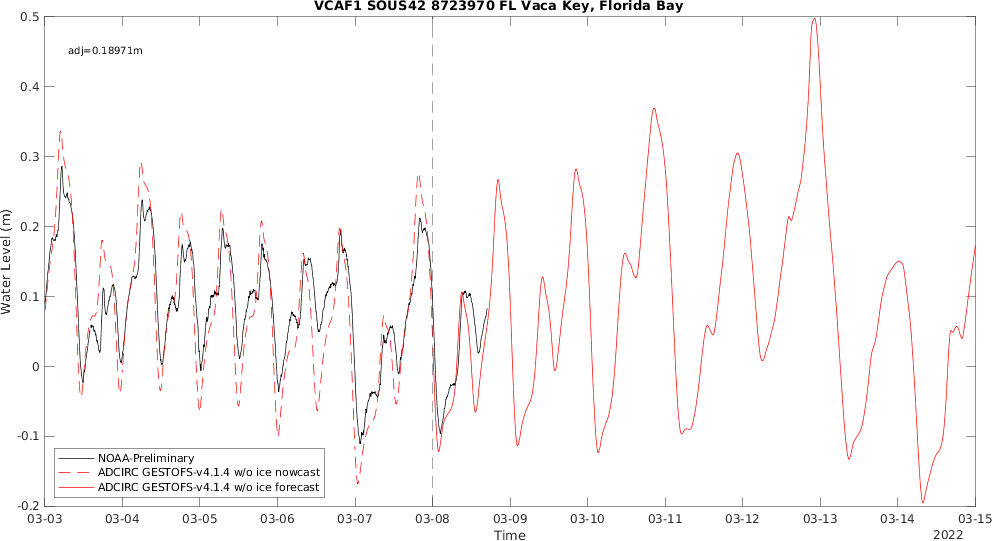 VCAF1 SOUS42 8723970 FL Vaca Key, Florida Bay
adj=0.18971m
Water Level (m)
0.5
0.4
0.3
0.2
0.1
0
-0.1
-0.2
NOAA-Preliminary
ADCIRC GESTOFS-v4.1.4 w/o ice nowcast
ADCIRC GESTOFS-v4.1.4 w/o ice forecast
03-03 03-04 03-05 03-06 03-07 03-08 03-09 03-10 03-11 03-12 03-13 03-14 03-15
Time
2022